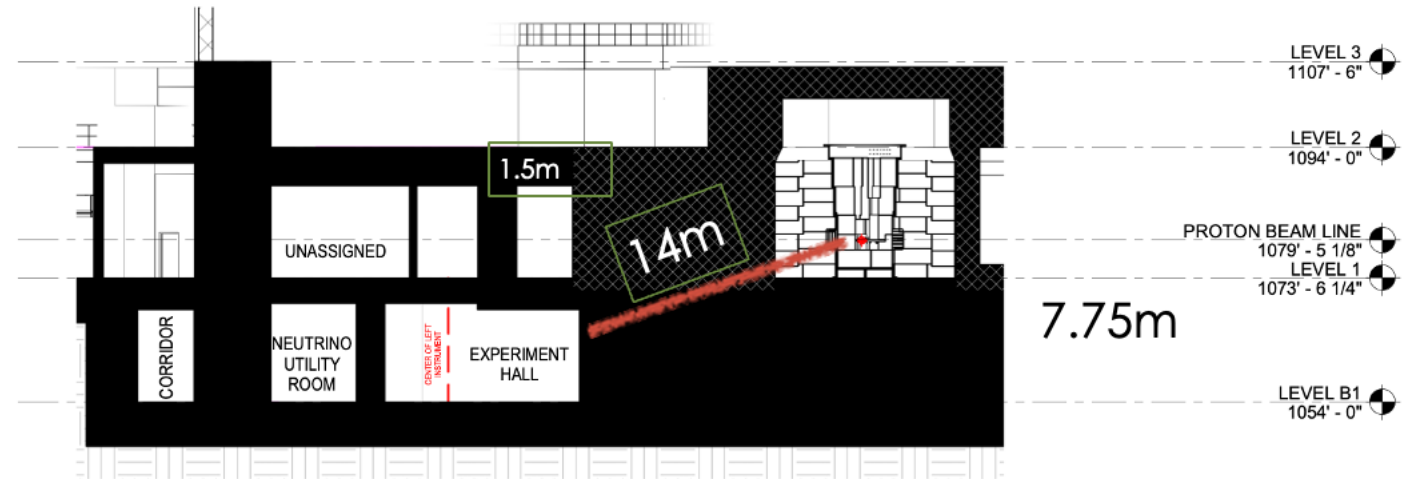 LEVEL 3
1107' - 6"
LEVEL 2
1094' - 0"
1.5m
14m
PROTON BEAM LINE
1079' - 5 1/8"
UNASSIGNED
LEVEL 1
1073' - 6 1/4"
7.75m
CORRIDOR
NEUTRINO
UTILITY
ROOM
CENTER OF LEFT
INSTRUMENT
EXPERIMENT
HALL
LEVEL B1
1054' - 0"